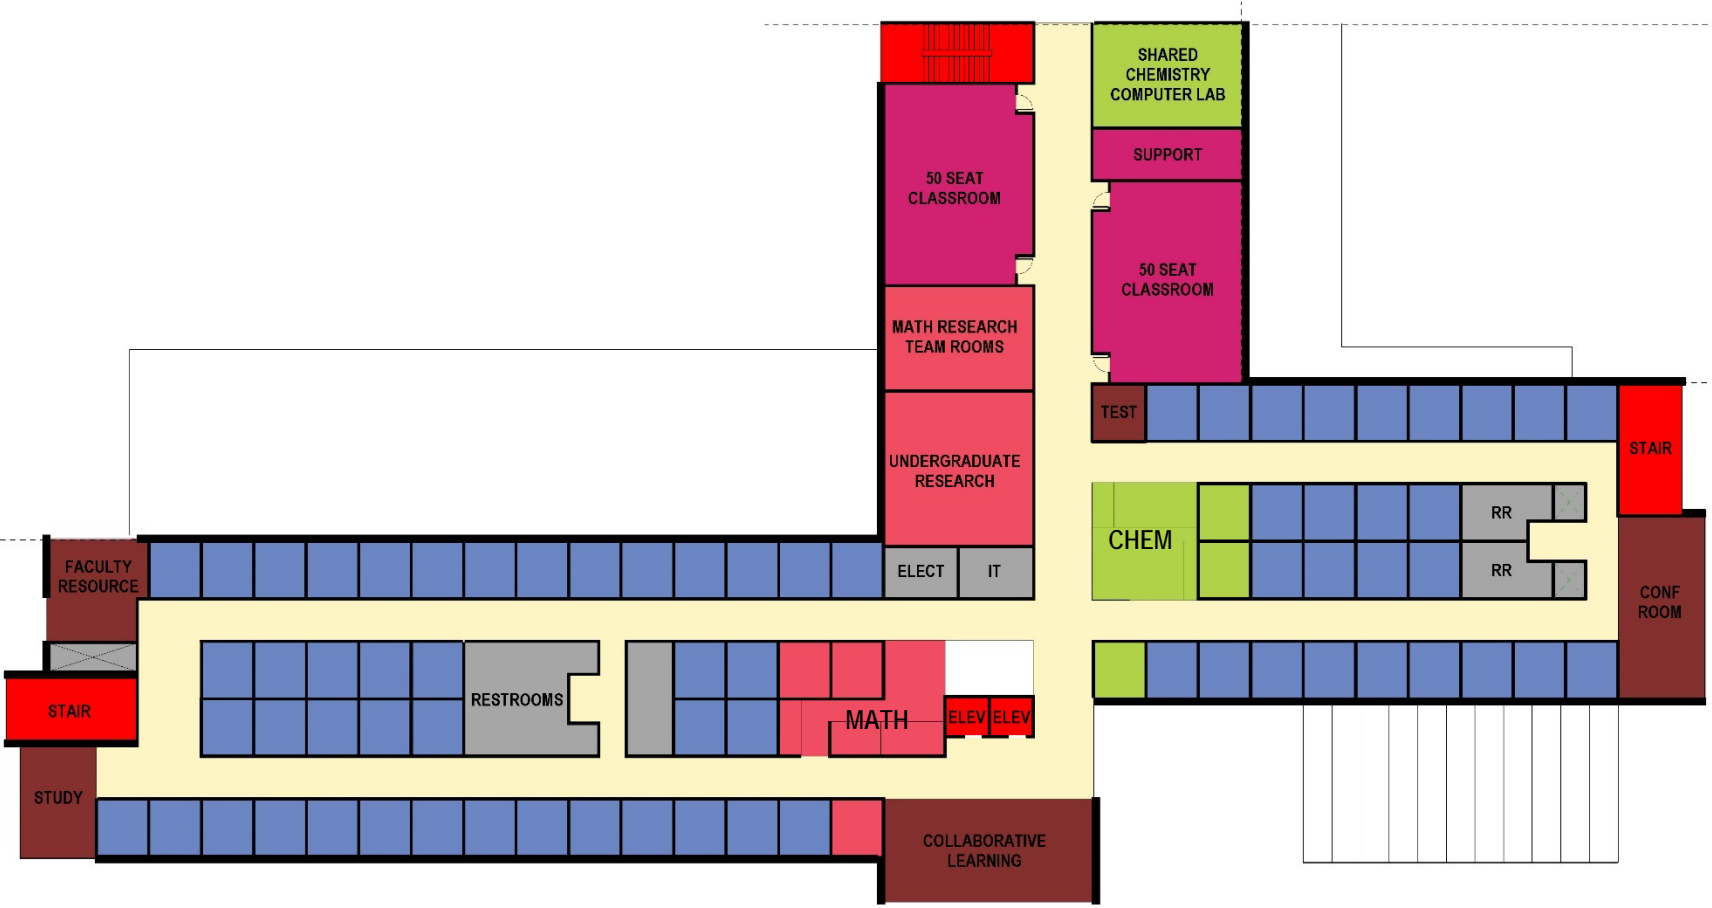 SHARED
CHEMISTRY
COMPUTER LAB
SUPPORT
50 SEAT
CLASSROOM
50 SEAT
CLASSROOM
MATH RESEARCH
TEAM ROOMS
TEST
STAIR
UNDERGRADUATE
RESEARCH
CHEM
RR
RR
ELECT
IT
FACULTY
RESOURCE
CONF
ROOM
RESTROOMS
STAIR
MATH
ELEV
ELEV
STUDY
COLLABORATIVE
LEARNING